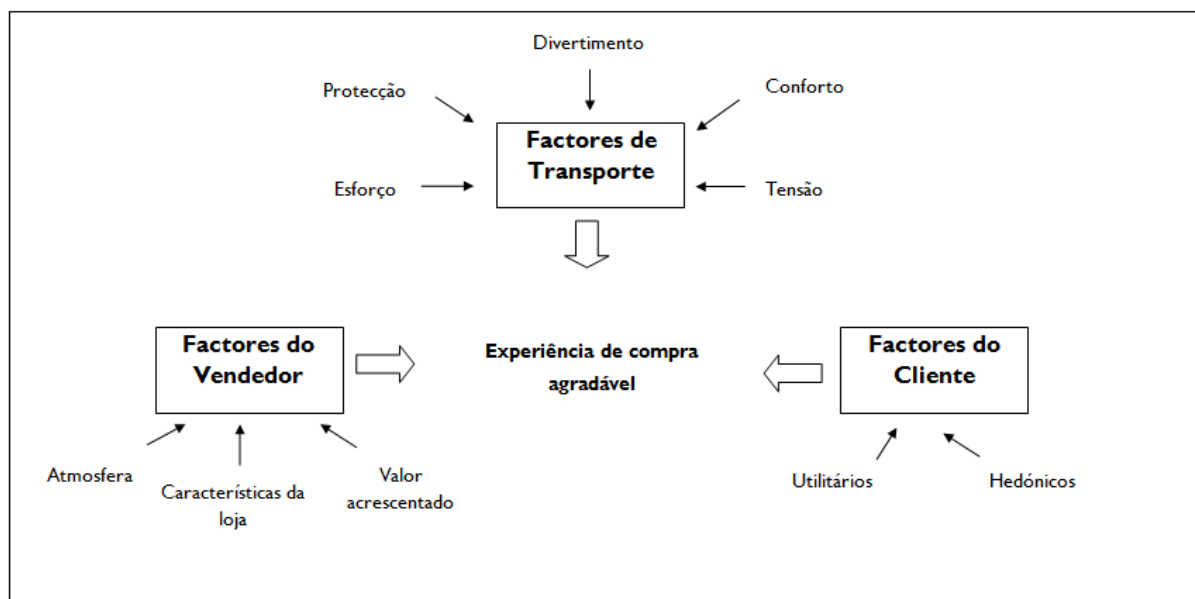 Divertimento
Protecção
Conforto
Factores de
Transporte
Esforço
Tensão
Factores do
Vendedor
Experiência de compra
agradável
Factores do
Cliente
Atmosfera
Características da
loja
Valor
acrescentado
Utilitários
Hedónicos